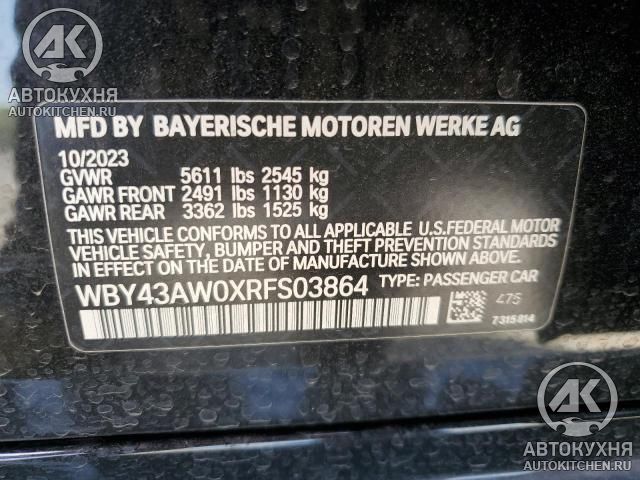 AK
АВТОКУХНЯ
AUTOKITCHEN.RU
MFD BY BAYERISCHE MOTOREN WERKE AG
10/2023
GVWR 5611 lbs 2545 kg
GAWR FRONT 2491 lbs 1130 kg
GAWR REAR 3362 lbs 1525 kg
THIS VEHICLE CONFORMS TO ALL APPLICABLE U.S.FEDERAL MOTOR
VEHICLE SAFETY, BUMPER AND THEFT PREVENTION
STANDARDS IN EFFECT ON THE DATE OF MANUFACTURE SHOWN ABOVE.
WBY43AW0XRFS03864 TYPE: PASSENGER CAR
475
7315814
AK
АВТОКУХНЯ
AUTOKITCHEN.RU